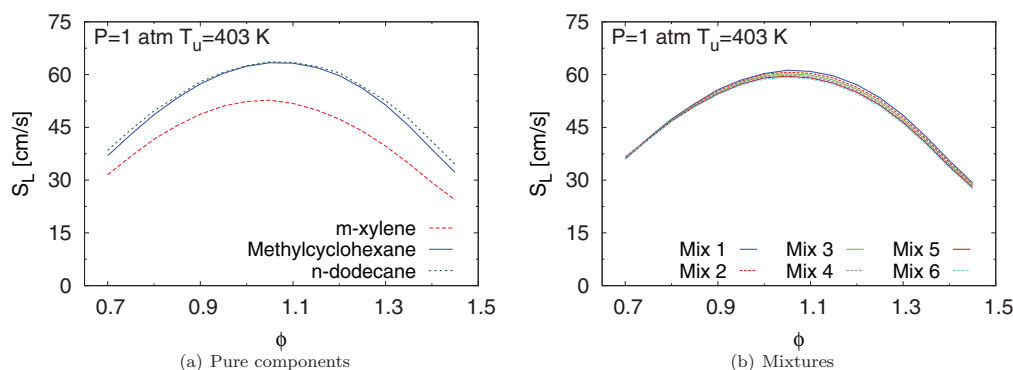 P=1 atm T_u=403 K
S_L [cm/s]
75
60
45
30
15
0
m-xylene
Methylcyclohexane
n-dodecane
0.7 0.9 1.1 1.3 1.5
ϕ
(a) Pure components
P=1 atm T_u=403 K
S_L [cm/s]
75
60
45
30
15
0
Mix 1 Mix 3 Mix 5
Mix 2 Mix 4 Mix 6
0.7 0.9 1.1 1.3 1.5
ϕ
(b) Mixtures